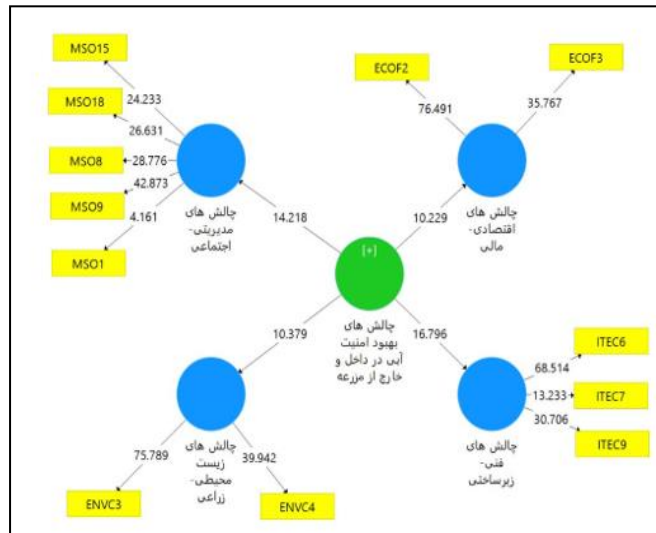 MSO15
MSO18
MSO8
MSO9
MSO1
24.233
26.631
28.776
42.873
4.161
چالش های
مدیریتی-
اجتماعی
14.218
ECOF2
ECOF3
76.491
35.767
چالش های
اقتصادی-
مالی
10.229
[+]
چالش های
بهبود امنیت
آبی در داخل و
خارج از مزرعه
10.379
16.796
چالش های
زیست
محیطی-
زراعی
75.789
39.942
ENVC3
ENVC4
چالش های
فنی-
زیرساختی
68.514
13.233
30.706
ITEC6
ITEC7
ITEC9